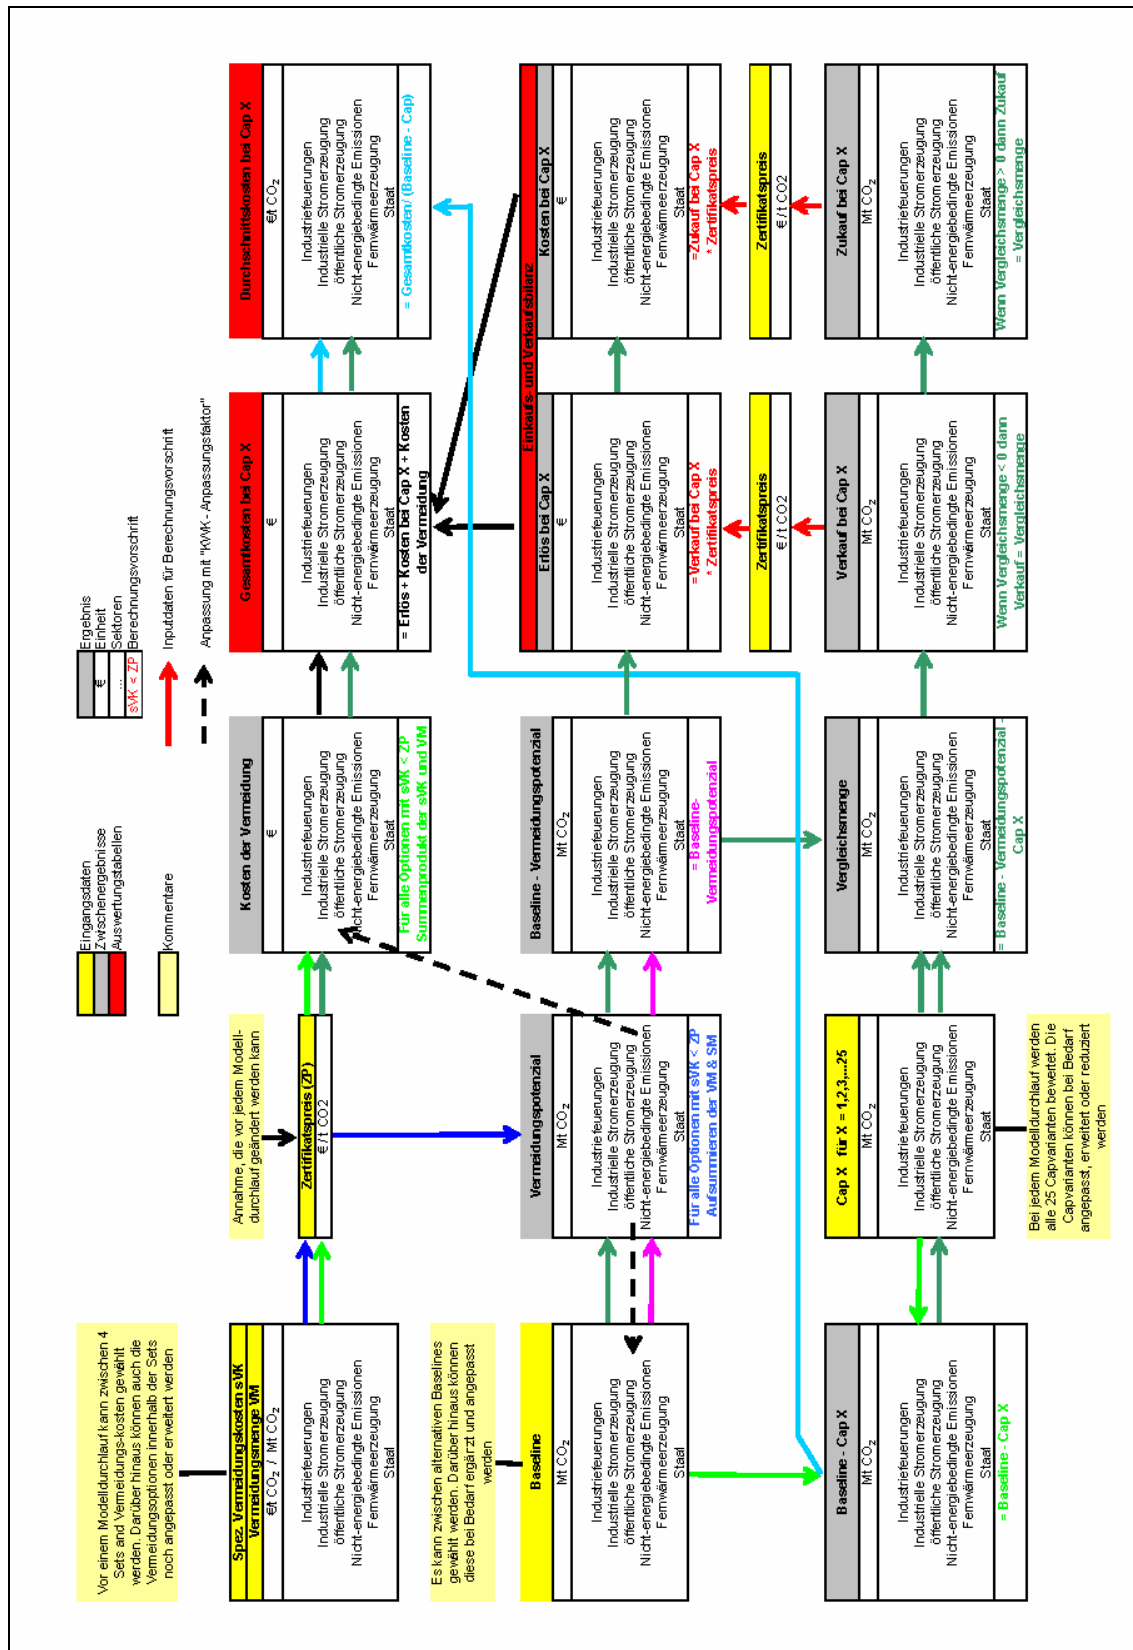 Vor einem Modelldurchlauf kann zwischen 4
Sets and Vermeidungs-kosten gewählt
werden. Darüber hinaus können auch die
Vermeidungsoptionen innerhalb der Sets
noch angepasst oder erweitert werden
Eingangsdaten
Zwischenergebnisse
Auswertungstabellen
Kommentare
Ergebnis
€
Einheit
...
Sektoren
sVK < ZP
Berechnungsvorschrift
Inputdaten für Berechnungsvorschrift
Anpassung mit "KVK- Anpassungsfaktor"
Annahme, die vor jedem Modell-
durchlauf geändert werden kann
Spez. Vermeidungskosten sVK
Vermeidungsmenge VM
€/t CO2 / Mt CO2
Industriefeuerungen
Industrielle Stromerzeugung
öffentliche Stromerzeugung
Nicht-energiebedingte Emissionen
Fernwärmeerzeugung
Staat
Zertifikatspreis (ZP)
€ / t CO2
Kosten der Vermeidung
€
Industriefeuerungen
Industrielle Stromerzeugung
öffentliche Stromerzeugung
Nicht-energiebedingte Emissionen
Fernwärmeerzeugung
Staat
Für alle Optionen mit sVK < ZP
Summenprodukt der sVK und VM
Gesamtkosten bei Cap X
€
Industriefeuerungen
Industrielle Stromerzeugung
öffentliche Stromerzeugung
Nicht-energiebedingte Emissionen
Fernwärmeerzeugung
Staat
= Erlös + Kosten bei Cap X + Kosten
der Vermeidung
Durchschnittskosten bei Cap X
€/t CO2
Industriefeuerungen
Industrielle Stromerzeugung
öffentliche Stromerzeugung
Nicht-energiebedingte Emissionen
Fernwärmeerzeugung
Staat
= Gesamtkosten/ (Baseline - Cap)
Es kann zwischen alternativen Baselines
gewählt werden. Darüber hinaus können
diese bei Bedarf ergänzt und angepasst
werden
Baseline
Mt CO2
Industriefeuerungen
Industrielle Stromerzeugung
öffentliche Stromerzeugung
Nicht-energiebedingte Emissionen
Fernwärmeerzeugung
Staat
Vermeidungspotenzial
Mt CO2
Industriefeuerungen
Industrielle Stromerzeugung
öffentliche Stromerzeugung
Nicht-energiebedingte Emissionen
Fernwärmeerzeugung
Staat
Für alle Optionen mit sVK < ZP
Aufsummieren der VM & SM
Baseline - Vermeidungspotenzial
Mt CO2
Industriefeuerungen
Industrielle Stromerzeugung
öffentliche Stromerzeugung
Nicht-energiebedingte Emissionen
Fernwärmeerzeugung
Staat
= Baseline-
Vermeidungspotenzial
Einkaufs- und Verkaufsbilanz
Erlös bei Cap X
€
Industriefeuerungen
Industrielle Stromerzeugung
öffentliche Stromerzeugung
Nicht-energiebedingte Emissionen
Fernwärmeerzeugung
Staat
= Verkauf bei Cap X
* Zertifikatspreis
Kosten bei Cap X
€
Industriefeuerungen
Industrielle Stromerzeugung
öffentliche Stromerzeugung
Nicht-energiebedingte Emissionen
Fernwärmeerzeugung
Staat
=Zukauf bei Cap X
* Zertifikatspreis
Zertifikatspreis
€ / t CO2
Zertifikatspreis
€ / t CO2
Baseline - Cap X
Mt CO2
Industriefeuerungen
Industrielle Stromerzeugung
öffentliche Stromerzeugung
Nicht-energiebedingte Emissionen
Fernwärmeerzeugung
Staat
= Baseline - Cap X
Cap X für X = 1,2,3,...25
Mt CO2
Industriefeuerungen
Industrielle Stromerzeugung
öffentliche Stromerzeugung
Nicht-energiebedingte Emissionen
Fernwärmeerzeugung
Staat
Bei jedem Modelldurchlauf werden
alle 25 Capvarianten bewertet. Die
Capvarianten können bei Bedarf
angepasst, erweitert oder reduziert
werden
Vergleichsmenge
Mt CO2
Industriefeuerungen
Industrielle Stromerzeugung
öffentliche Stromerzeugung
Nicht-energiebedingte Emissionen
Fernwärmeerzeugung
Staat
= Baseline - Vermeidungspotenzial -
Cap X
Verkauf bei Cap X
Mt CO2
Industriefeuerungen
Industrielle Stromerzeugung
öffentliche Stromerzeugung
Nicht-energiebedingte Emissionen
Fernwärmeerzeugung
Staat
Wenn Vergleichsmenge < 0 dann
Verkauf = Vergleichsmenge
Zukauf bei Cap X
Mt CO2
Industriefeuerungen
Industrielle Stromerzeugung
öffentliche Stromerzeugung
Nicht-energiebedingte Emissionen
Fernwärmeerzeugung
Staat
Wenn Vergleichsmenge > 0 dann Zukauf
= Vergleichsmenge